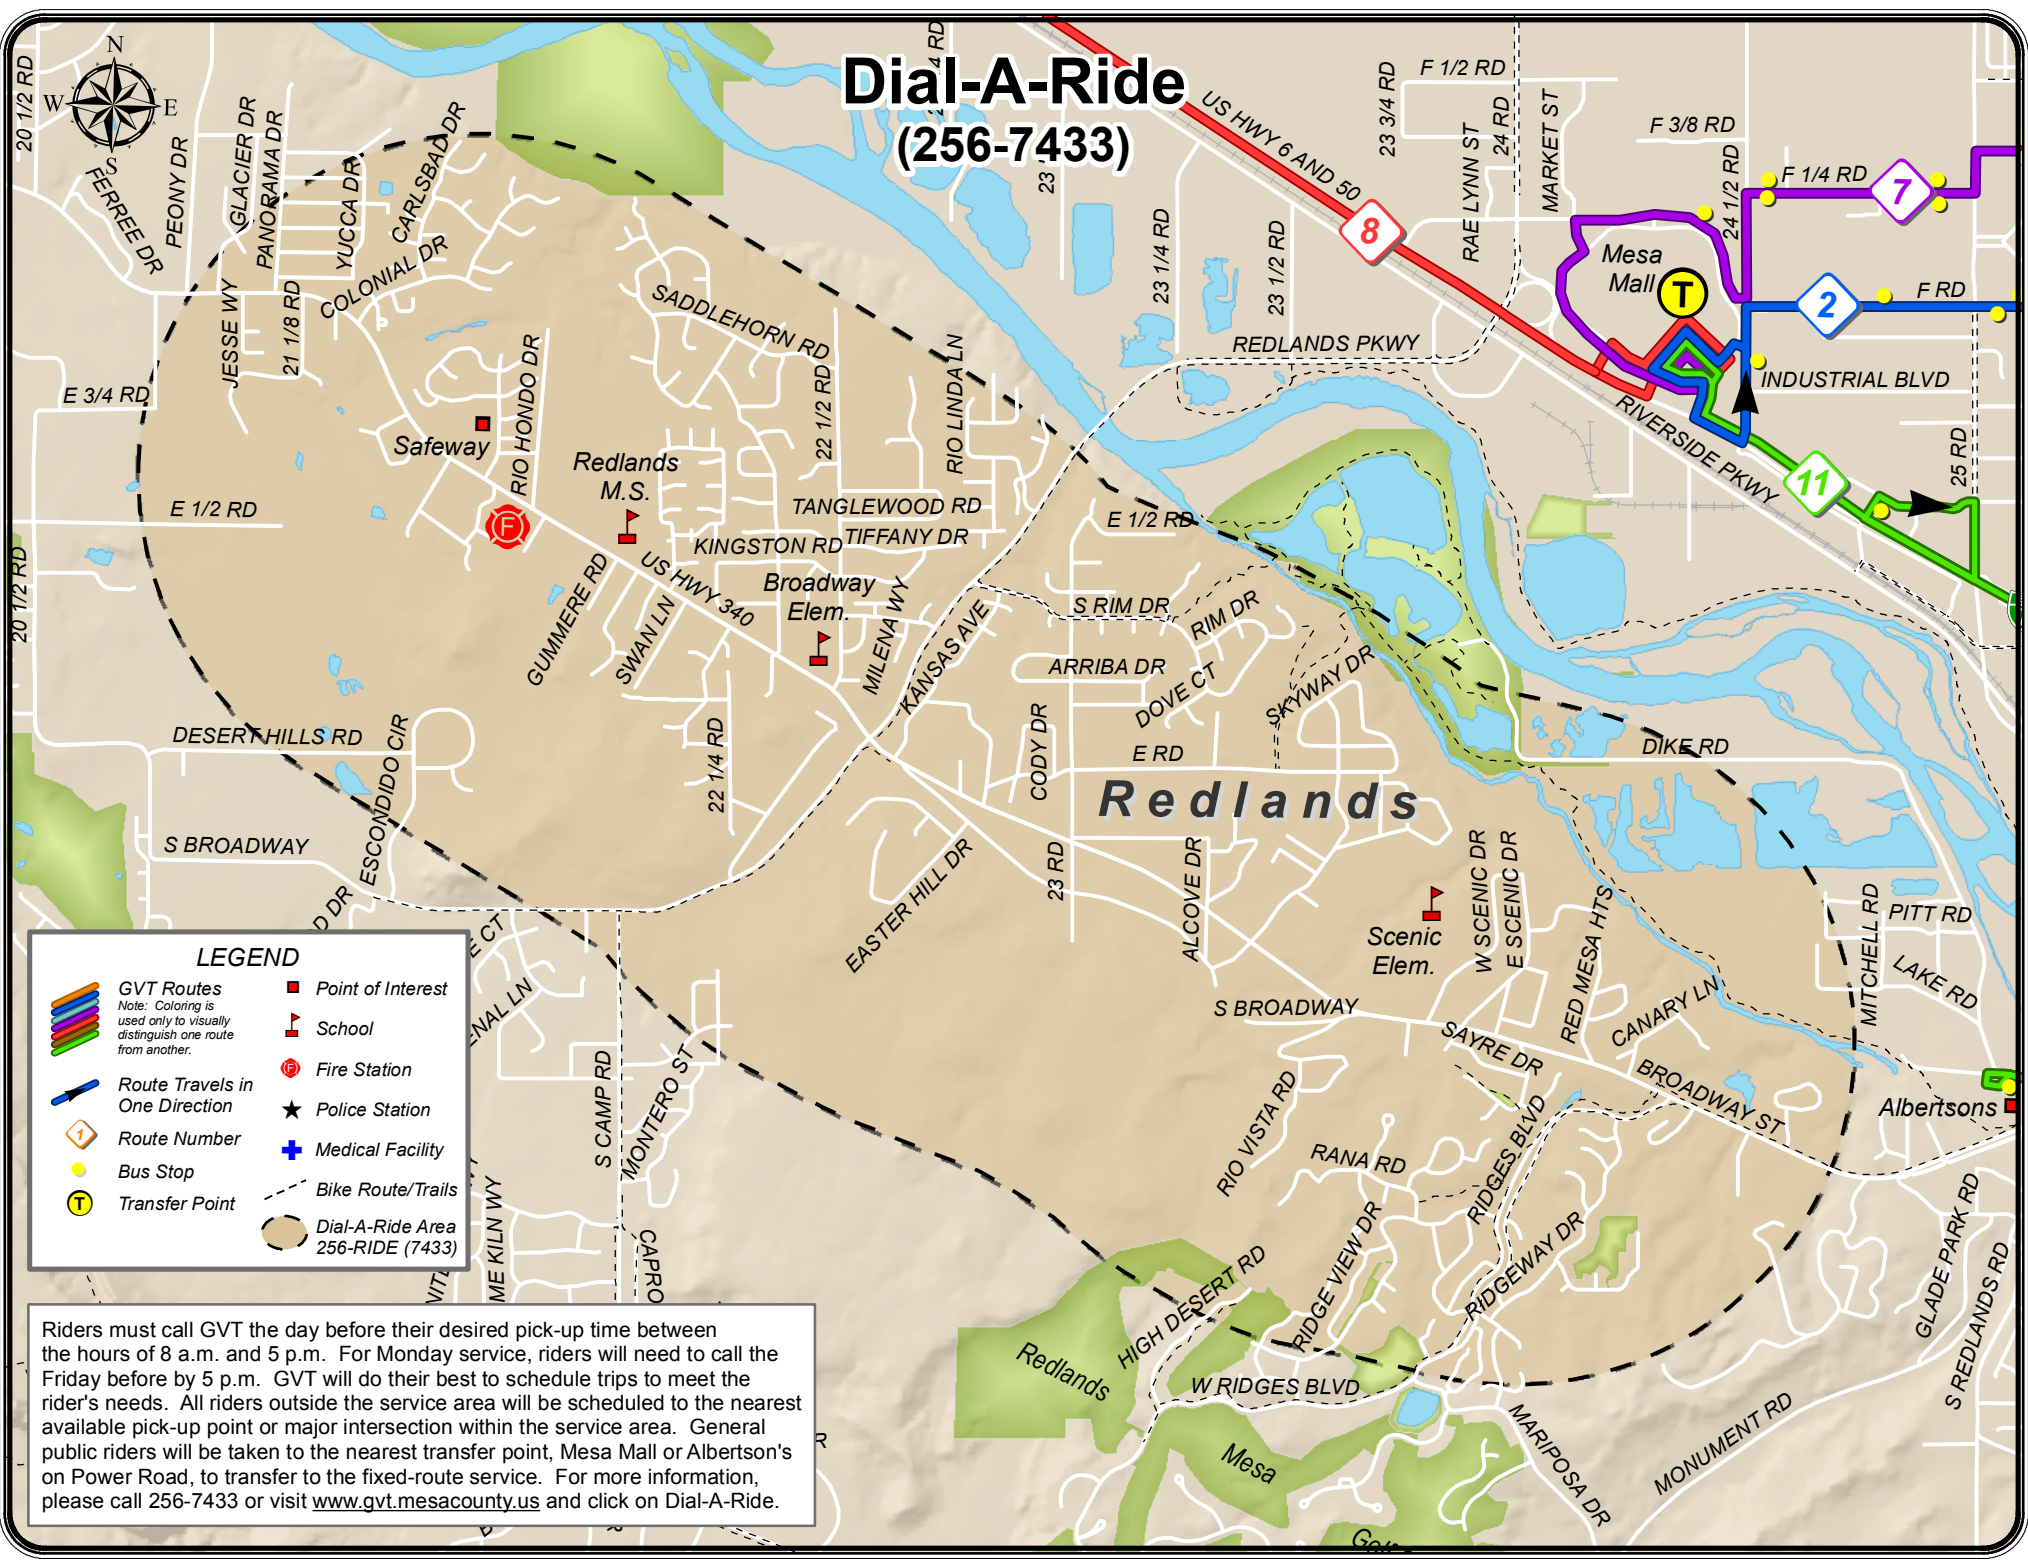 Dial-A-Ride
(256-7433)
N
W
E
S
20 1/2 RD
FERREE DR
PEONY DR
GLACIER DR
PANORAMA DR
YUCCA DR
CARLSBAD DR
COLONIAL DR
JESSE WY
21 1/8 RD
E 3/4 RD
E 1/2 RD
20 1/2 RD
Safeway
RIO HONDO DR
F
Redlands
M.S.
SADDLEHORN RD
22 1/2 RD
RIO LINDA LN
TANGLEWOOD RD
TIFFANY DR
KINGSTON RD
US HWY 340
Broadway
Elem.
GUMMERE RD
SWAN LN
MILENA WY
KANSAS AVE
22 1/4 RD
DESERT HILLS RD
ESCONDIDO CIR
S BROADWAY
4 RD
23
23 1/4 RD
23 1/2 RD
US HWY 6 AND 50
8
23 3/4 RD
F 1/2 RD
24 RD
RAE LYNN ST
MARKET ST
F 3/8 RD
24 1/2 RD
F 1/4 RD
7
Mesa
Mall
T
2
F RD
INDUSTRIAL BLVD
25 RD
11
RIVERSIDE PKWY
REDLANDS PKWY
E 1/2 RD
S RIM DR
RIM DR
ARRIBA DR
DOVE CT
SKYWAY DR
CODY DR
E RD
Redlands
DIKE RD
23 RD
ALCOVE DR
EASTER HILL DR
Scenic
Elem.
W SCENIC DR
E SCENIC DR
RED MESA HTS
CANARY LN
S BROADWAY
SAYRE DR
BROADWAY ST
MITCHELL RD
PITT RD
LAKE RD
Albertsons
RIO VISTA RD
RANA RD
RIDGES BLVD
RIDGE VIEW DR
RIDGEWAY DR
HIGH DESERT RD
W RIDGES BLVD
MARIPOSA DR
MONUMENT RD
GLADE PARK RD
S REDLANDS RD
Redlands
Mesa
Golf
D DR
E CT
ENAL LN
S CAMP RD
MONTERO ST
CAPRO
ME KILN WY
LEGEND
GVT Routes
Note: Coloring is
used only to visually
distinguish one route
from another.
Route Travels in
One Direction
1
Route Number
Bus Stop
T
Transfer Point
Point of Interest
School
F
Fire Station
Police Station
Medical Facility
Bike Route/Trails
Dial-A-Ride Area
256-RIDE (7433)
Riders must call GVT the day before their desired pick-up time between
the hours of 8 a.m. and 5 p.m. For Monday service, riders will need to call the
Friday before by 5 p.m. GVT will do their best to schedule trips to meet the
rider's needs. All riders outside the service area will be scheduled to the nearest
available pick-up point or major intersection within the service area. General
public riders will be taken to the nearest transfer point, Mesa Mall or Albertson's
on Power Road, to transfer to the fixed-route service. For more information,
please call 256-7433 or visit www.gvt.mesacounty.us and click on Dial-A-Ride.